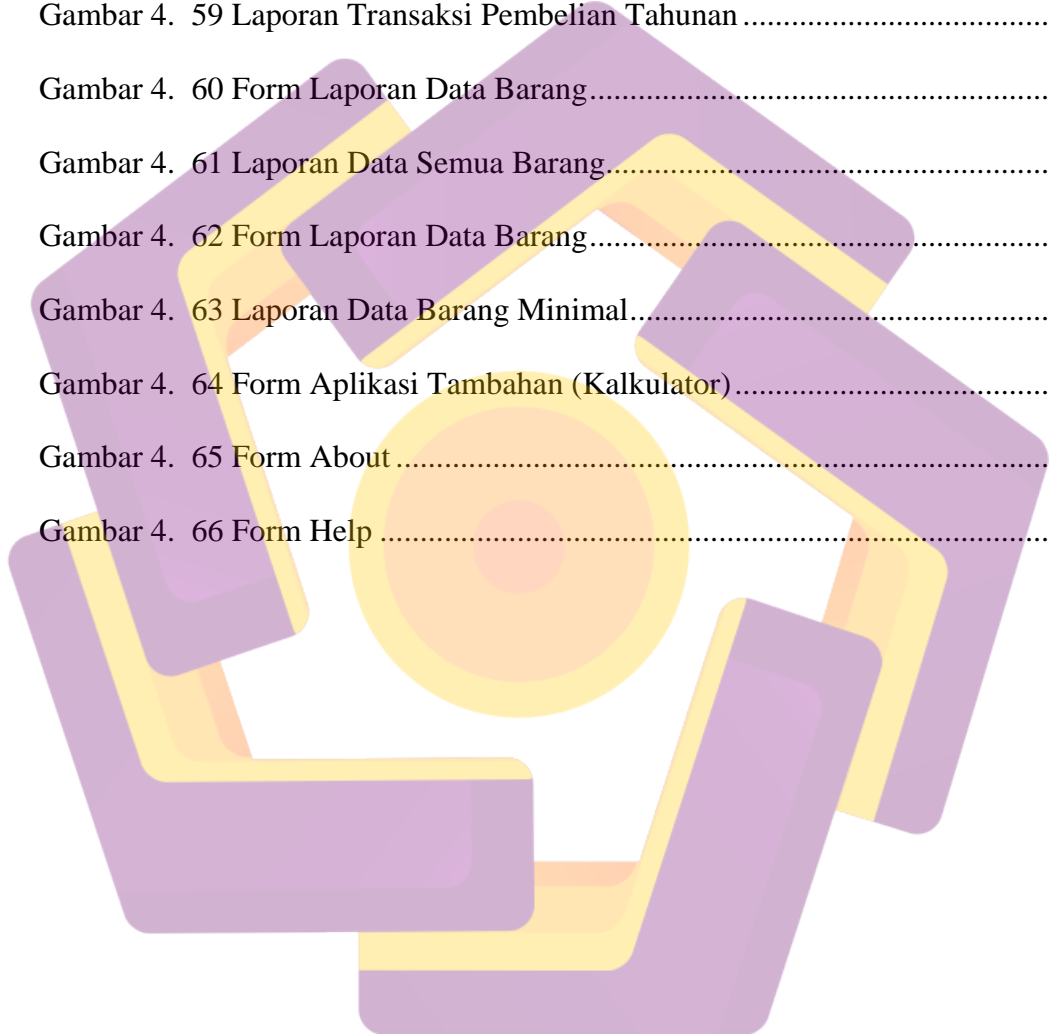 Gambar 4. 59 Laporan Transaksi Pembelian Tahunan .......................................
Gambar 4. 60 Form Laporan Data Barang..........................................................
Gambar 4. 61 Laporan Data Semua Barang........................................................
Gambar 4. 62 Form Laporan Data Barang..........................................................
Gambar 4. 63 Laporan Data Barang Minimal.....................................................
Gambar 4. 64 Form Aplikasi Tambahan (Kalkulator) .......................................
Gambar 4. 65 Form About .................................................................................
Gambar 4. 66 Form Help ...................................................................................